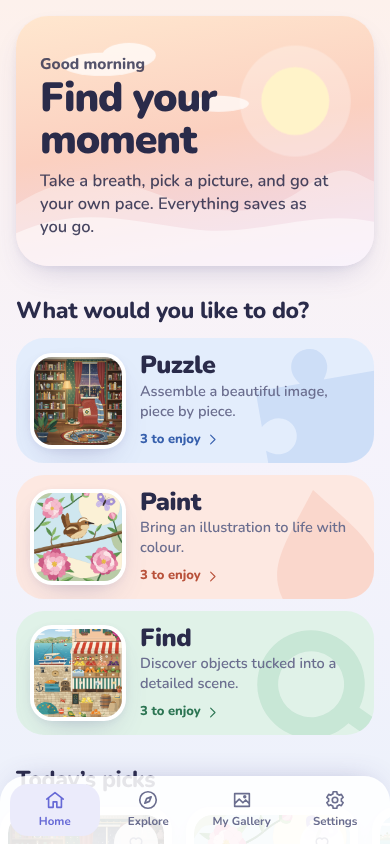 Good morning
Find your
moment
Take a breath, pick a picture, and go at
your own pace. Everything saves as
you go.
What would you like to do?
Puzzle
Assemble a beautiful image,
piece by piece.
3 to enjoy
Paint
Bring an illustration to life with
colour.
3 to enjoy
Find
Discover objects tucked into a
detailed scene.
3 to enjoy
Today's picks
Home
Explore
My Gallery
Settings